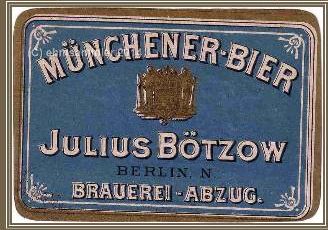 MÜNCHENER-BIER
JULIUS BÖTZOW
BERLIN. N
BRAUEREI-ABZUG.